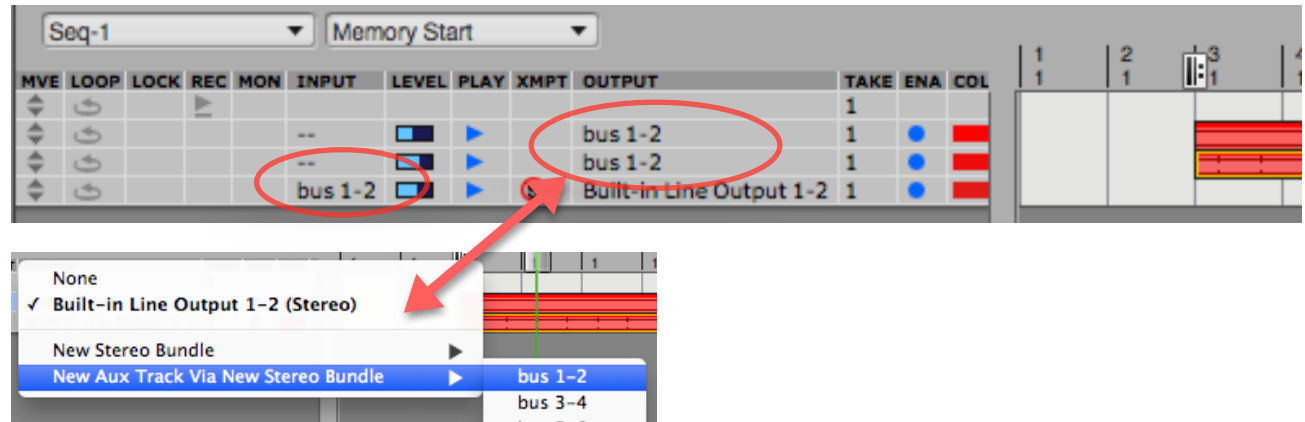 Seq-1 Memory Start
1 2 3 4
1 1 1 1
MVE LOOP LOCK REC MON INPUT LEVEL PLAY XMPT OUTPUT TAKE ENA COL
1
-- bus 1-2 1
-- bus 1-2 1
bus 1-2 Built-in Line Output 1-2 1
1 1 1
None
✓ Built-in Line Output 1-2 (Stereo)
New Stereo Bundle
New Aux Track Via New Stereo Bundle
bus 1-2
bus 3-4